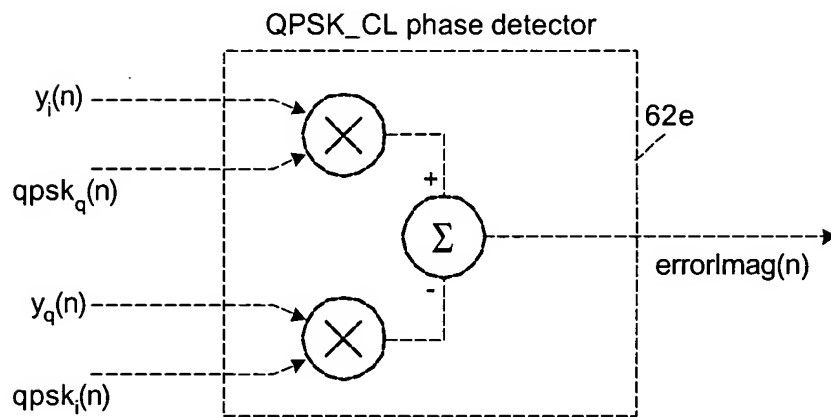 QPSK_CL phase detector
y_i(n)
62e
qpsk_q(n)
+
Σ
errorImag(n)
-
y_q(n)
qpsk_i(n)